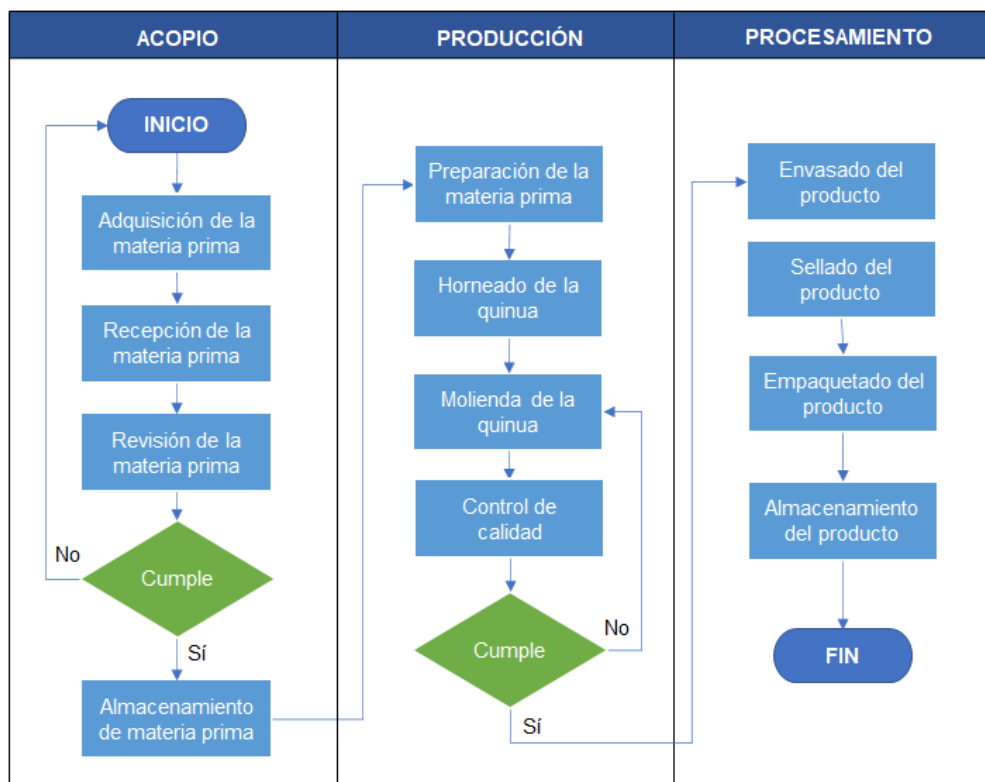 ACOPIO
PRODUCCIÓN
PROCESAMIENTO
INICIO
Adquisición de la
materia prima
Recepción de la
materia prima
Revisión de la
materia prima
No
Cumple
Sí
Almacenamiento
de materia prima
Preparación de la
materia prima
Horneado de la
quinua
Molienda de la
quinua
Control de
calidad
Cumple
No
Sí
Envasado del
producto
Sellado del
producto
Empaquetado del
producto
Almacenamiento
del producto
FIN